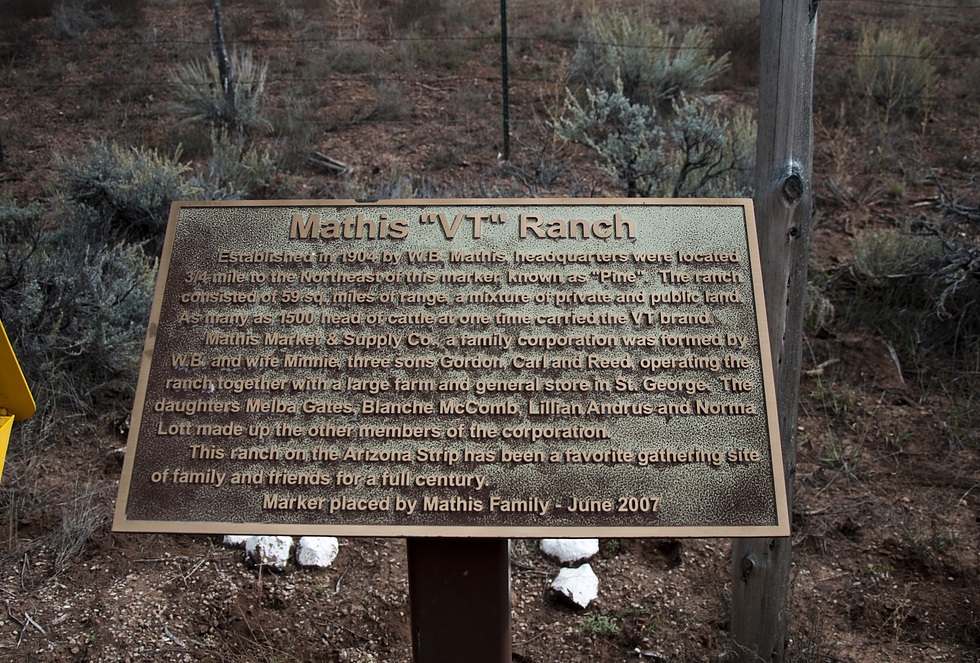 Mathis "VT" Ranch
Established in 1904 by W.B. Mathis, headquarters were located
3/4 mile to the Northeast of this marker, known as "Pine". The ranch
consisted of 59 sq. miles of range, a mixture of private and public land.
As many as 1500 head of cattle at one time carried the VT brand.
Mathis Market & Supply Co., a family corporation was formed by
W.B. and wife Minnie, three sons Gordon, Carl and Reed, operating the
ranch, together with a large farm and general store in St. George. The
daughters Melba Gates, Blanche McComb, Lillian Andrus and Norma
Lott made up the other members of the corporation.
This ranch on the Arizona Strip has been a favorite gathering site
of family and friends for a full century.
Marker placed by Mathis Family - June 2007